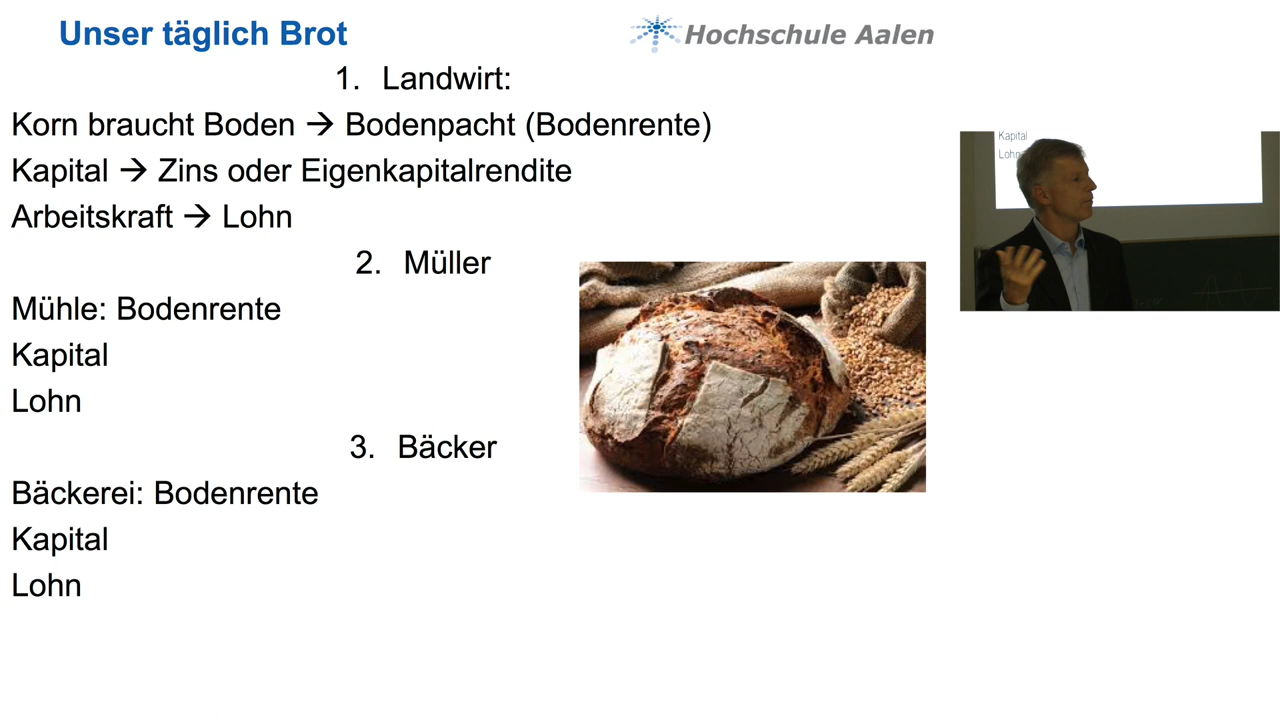 Unser täglich Brot
Hochschule Aalen
1. Landwirt:
Korn braucht Boden → Bodenpacht (Bodenrente)
Kapital → Zins oder Eigenkapitalrendite
Arbeitskraft → Lohn
2. Müller
Mühle: Bodenrente
Kapital
Lohn
3. Bäcker
Bäckerei: Bodenrente
Kapital
Lohn
Kapital